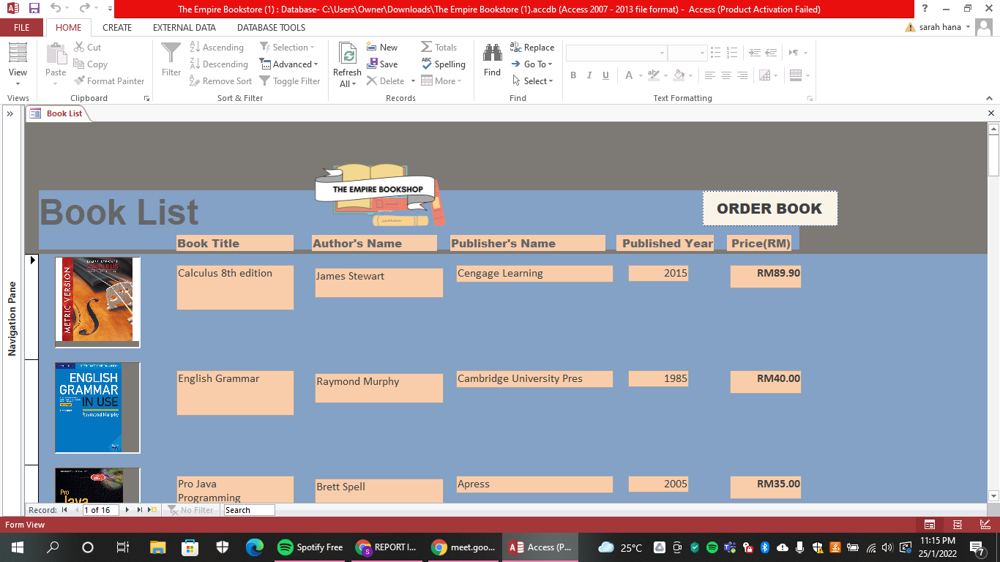 The Empire Bookstore (1) : Database- C:\Users\Owner\Downloads\The Empire Bookstore (1).accdb (Access 2007 - 2013 file format) - Access (Product Activation Failed)
FILE HOME CREATE EXTERNAL DATA DATABASE TOOLS sarah hana
View
Views
Paste
Cut
Copy
Format Painter
Clipboard
Filter
Ascending
Descending
Remove Sort
Selection
Advanced
Toggle Filter
Sort & Filter
Refresh
All
New
Save
Delete
Totals
Spelling
More
Records
Find
Replace
Go To
Select
Find
B I U
Text Formatting
Book List
Navigation Pane
THE EMPIRE BOOKSHOP
Book List
ORDER BOOK
Book Title Author's Name Publisher's Name Published Year Price(RM)
METRIC VERSION
CALCULUS
Calculus 8th edition James Stewart Cengage Learning 2015 RM89.90
ENGLISH
GRAMMAR
IN USE
Raymond Murphy
English Grammar Raymond Murphy Cambridge University Pres 1985 RM40.00
Pro
Java
Pro Java
Programming
Brett Spell Apress 2005 RM35.00
Record: 1 of 16 No Filter Search
Form View
Spotify Free REPORT I... meet.goo... Access (P... 25°C 11:15 PM
25/1/2022
7